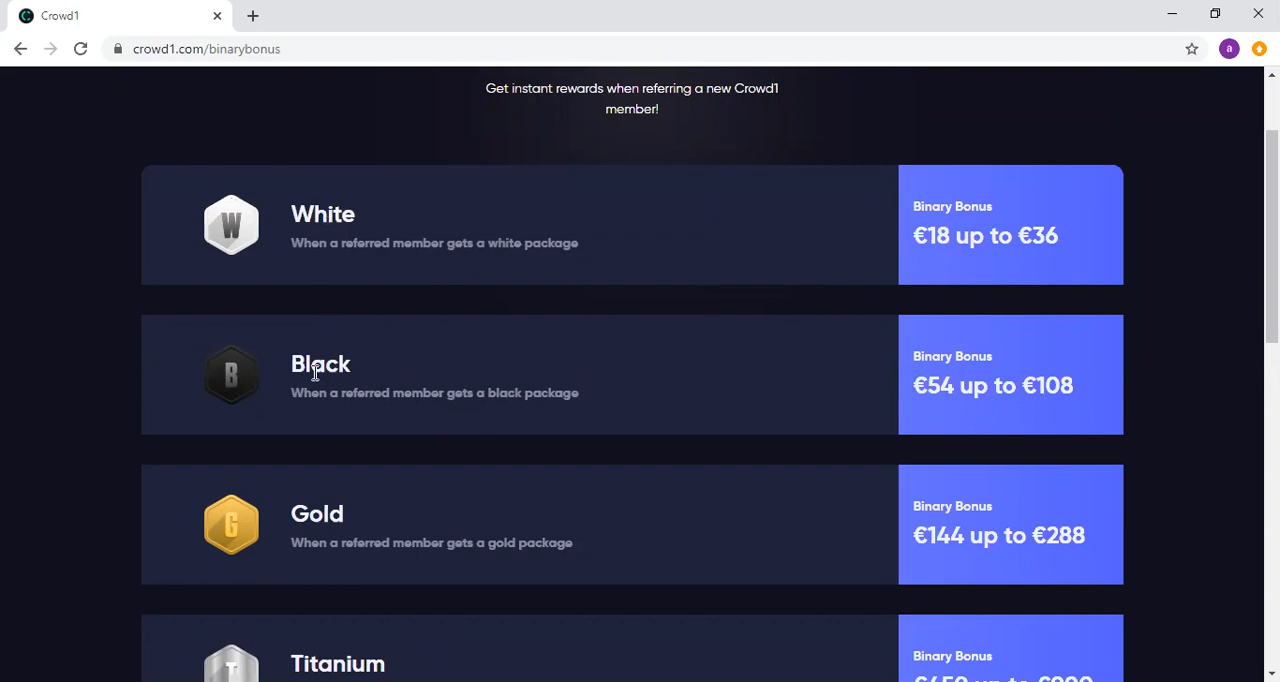 Crowd1
crowd1.com/binarybonus
a
Get instant rewards when referring a new Crowd1
member!
W
White
When a referred member gets a white package
Binary Bonus
€18 up to €36
B
Black
When a referred member gets a black package
Binary Bonus
€54 up to €108
G
Gold
When a referred member gets a gold package
Binary Bonus
€144 up to €288
T
Titanium
Binary Bonus